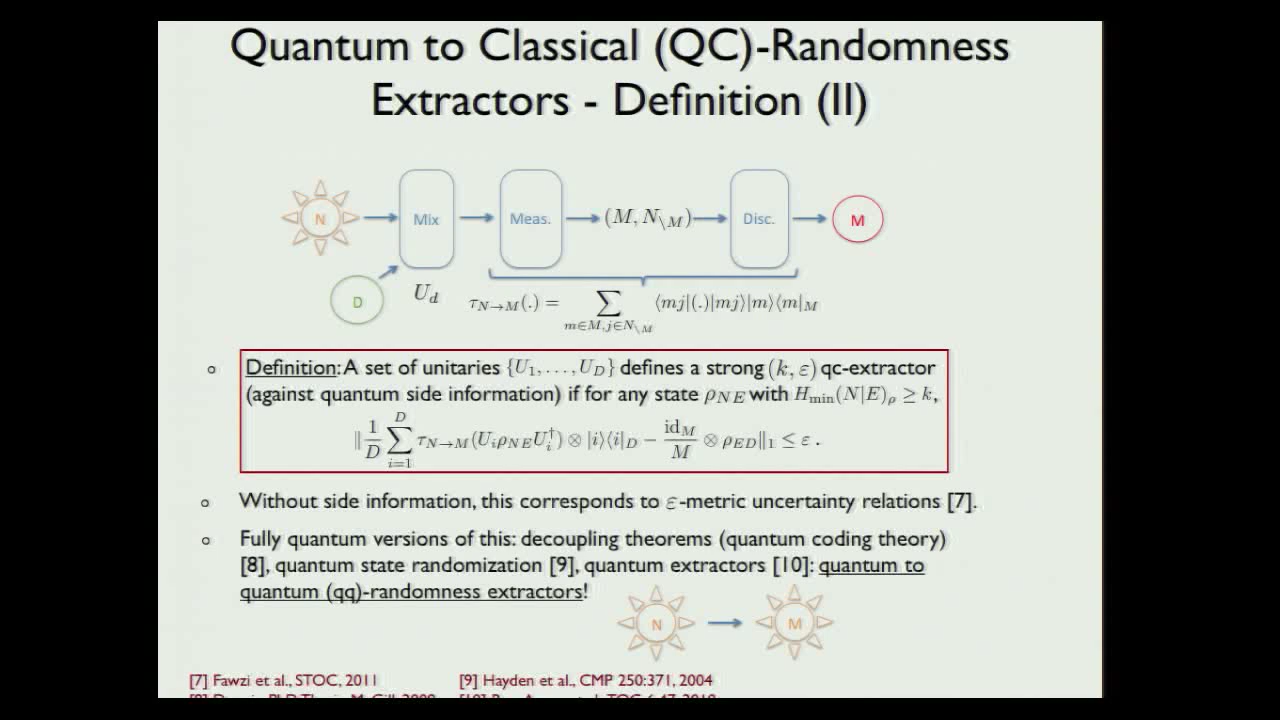 Quantum to Classical (QC)-Randomness
Extractors - Definition (II)
N
Mix
Meas.
(M, N\M)
Disc.
M
D
U_d
τ_{N→M}(.) = ∑_{m∈M,j∈N\M} ⟨mj|(.)|mj⟩|m⟩⟨m|_M
Definition: A set of unitaries {U_1, . . . , U_D} defines a strong (k, ε) qc-extractor
(against quantum side information) if for any state ρ_{NE} with H_min(N|E)_ρ ≥ k,
‖ 1/D ∑_{i=1}^{D} τ_{N→M}(U_i ρ_{NE} U_i^†) ⊗ |i⟩⟨i|_D − id_M/M ⊗ ρ_{ED}‖_1 ≤ ε .
Without side information, this corresponds to ε-metric uncertainty relations [7].
Fully quantum versions of this: decoupling theorems (quantum coding theory)
[8], quantum state randomization [9], quantum extractors [10]: quantum to
quantum (qq)-randomness extractors!
N
M
[7] Fawzi et al., STOC, 2011
[9] Hayden et al., CMP 250:371, 2004